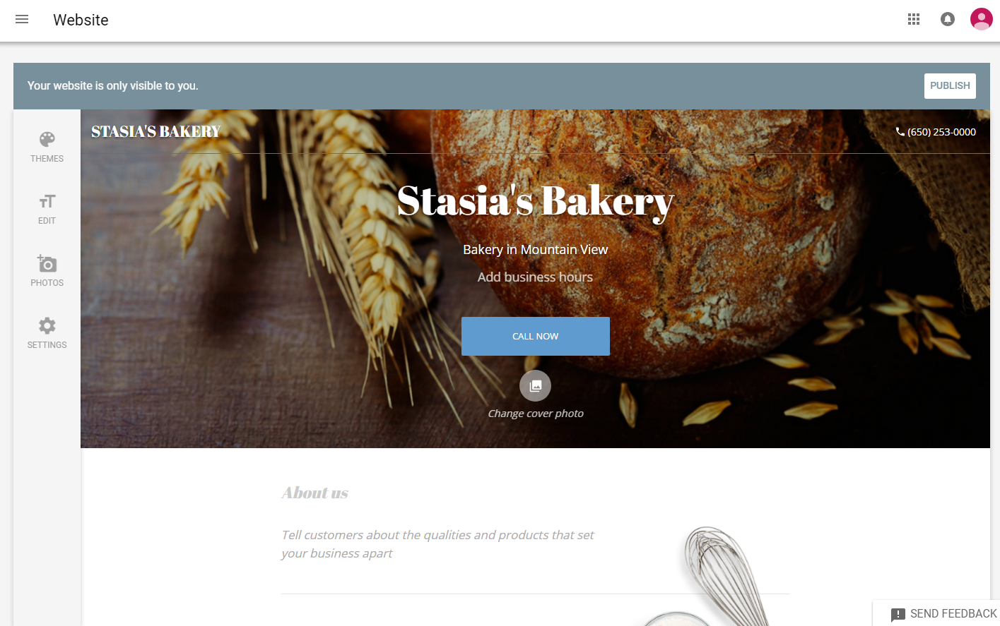 Website
Your website is only visible to you.
PUBLISH
THEMES
EDIT
PHOTOS
SETTINGS
STASIA'S BAKERY
(650) 253-0000
Stasia's Bakery
Bakery in Mountain View
Add business hours
CALL NOW
Change cover photo
About us
Tell customers about the qualities and products that set
your business apart
SEND FEEDBACK